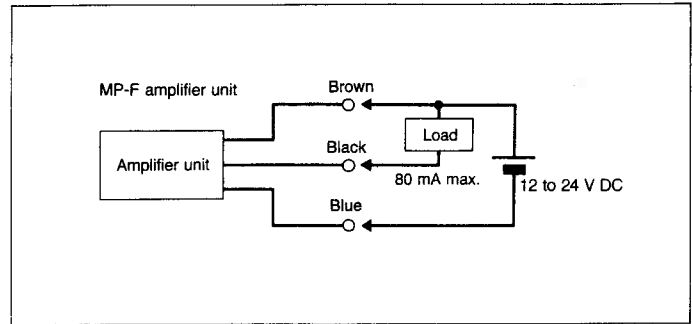 MP-F amplifier unit
Brown
Load
Amplifier unit
Black
80 mA max.
12 to 24 V DC
Blue